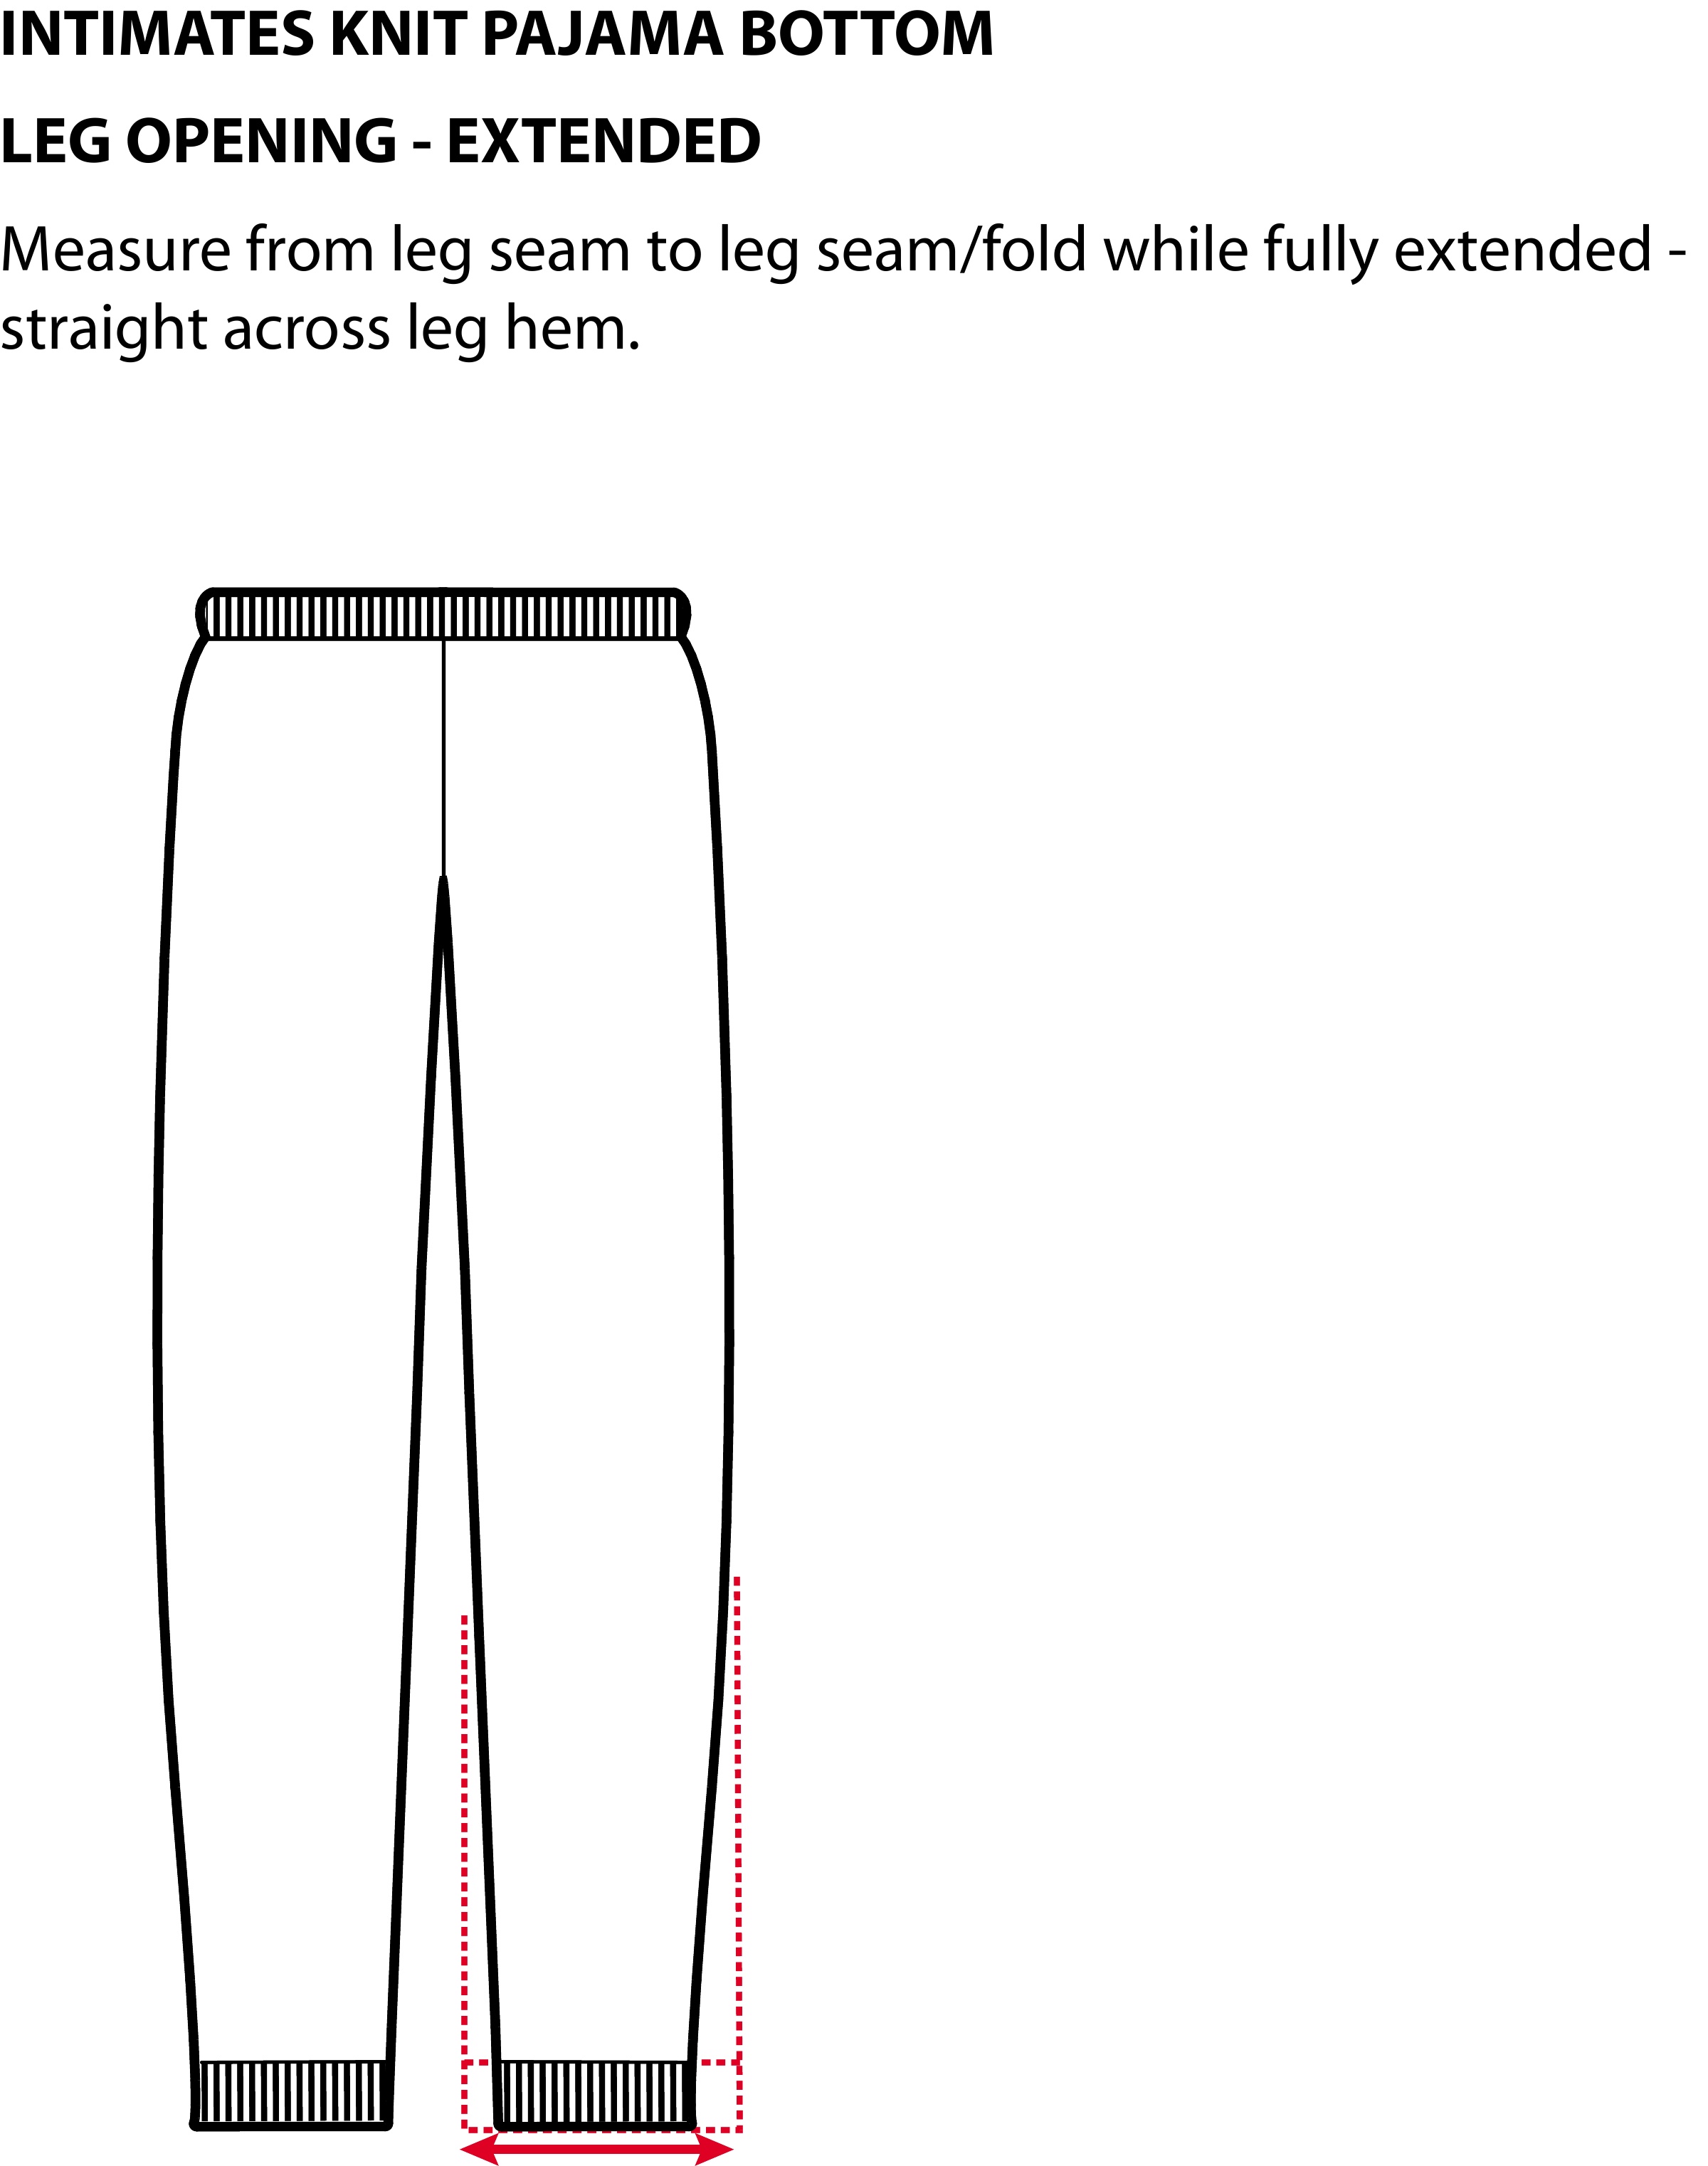 INTIMATES KNIT PAJAMA BOTTOM
LEG OPENING - EXTENDED
Measure from leg seam to leg seam/fold while fully extended -
straight across leg hem.